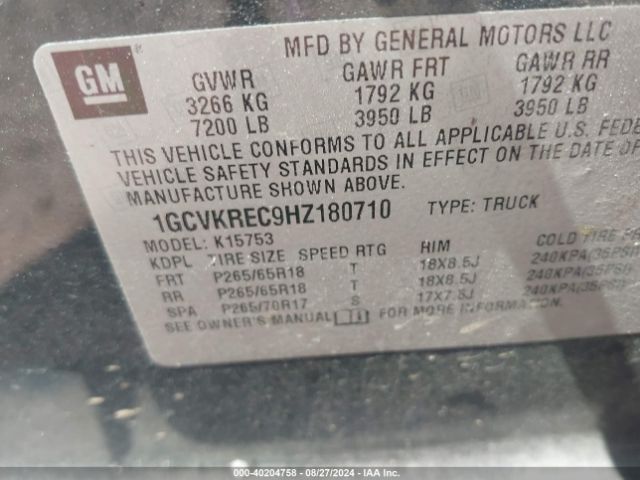 GM
MFD BY GENERAL MOTORS LLC
GVWR GAWR FRT GAWR RR
3266 KG 1792 KG 1792 KG
7200 LB 3950 LB 3950 LB
THIS VEHICLE CONFORMS TO ALL APPLICABLE U.S. FEDE
VEHICLE SAFETY STANDARDS IN EFFECT ON THE DATE OF
MANUFACTURE SHOWN ABOVE.
1GCVKREC9HZ180710 TYPE: TRUCK
MODEL: K15753
KDPL TIRE SIZE SPEED RTG HIM COLD TIRE PR
FRT P265/65R18 T 18X8.5J 240KPA(35PSI)
RR P265/65R18 T 18X8.5J 240KPA(35PSI)
SPA P265/70R17 S 17X7.5J 240KPA(35PSI)
SEE OWNER'S MANUAL FOR MORE INFORMATION.
000-40204758 - 08/27/2024 - IAA Inc.